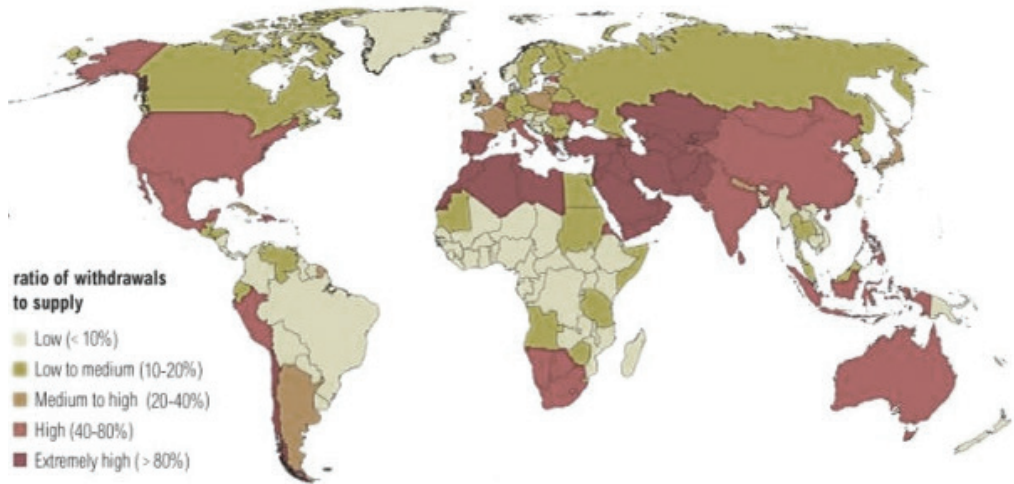 ratio of withdrawals
to supply
Low (< 10%)
Low to medium (10-20%)
Medium to high (20-40%)
High (40-80%)
Extremely high ( > 80%)